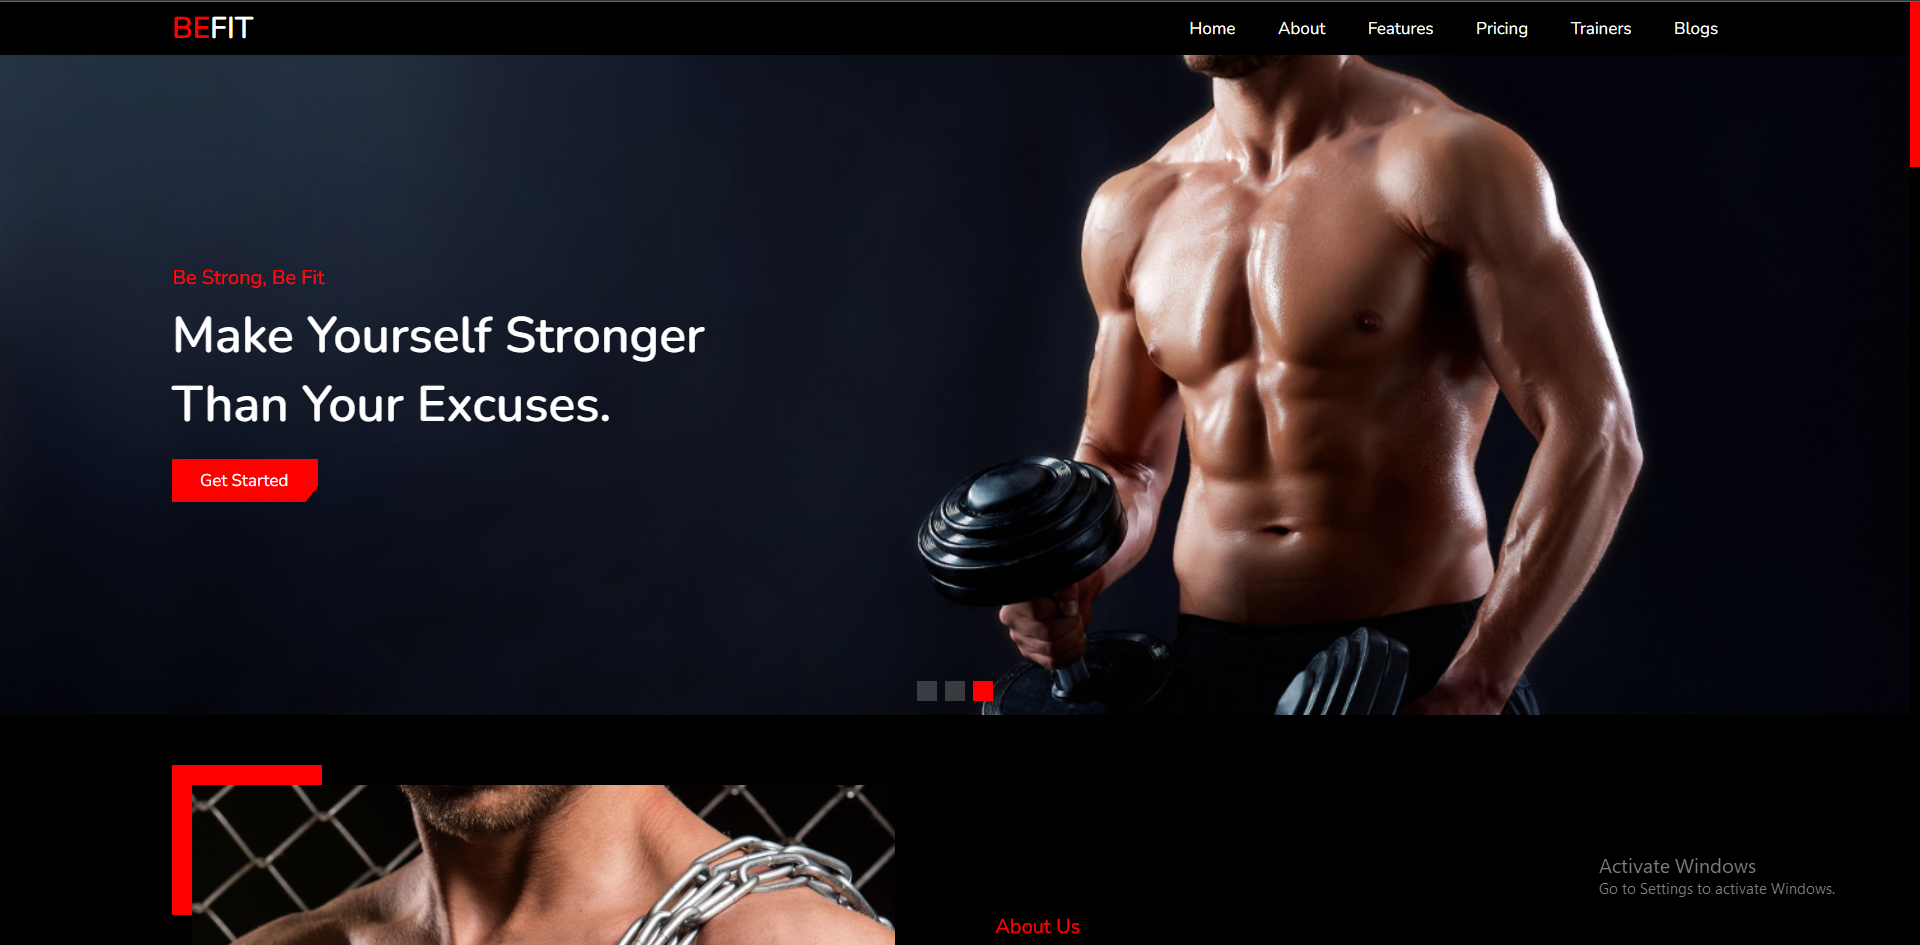 BEFIT
Home About Features Pricing Trainers Blogs
Be Strong, Be Fit
Make Yourself Stronger
Than Your Excuses.
Get Started
Activate Windows
Go to Settings to activate Windows.
About Us